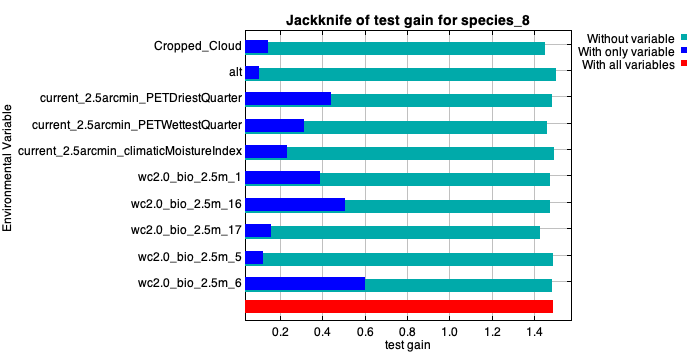 Jackknife of test gain for species_8
Without variable
With only variable
With all variables
Environmental Variable
Cropped_Cloud
alt
current_2.5arcmin_PETDriestQuarter
current_2.5arcmin_PETWettestQuarter
current_2.5arcmin_climaticMoistureIndex
wc2.0_bio_2.5m_1
wc2.0_bio_2.5m_16
wc2.0_bio_2.5m_17
wc2.0_bio_2.5m_5
wc2.0_bio_2.5m_6
0.2 0.4 0.6 0.8 1.0 1.2 1.4
test gain